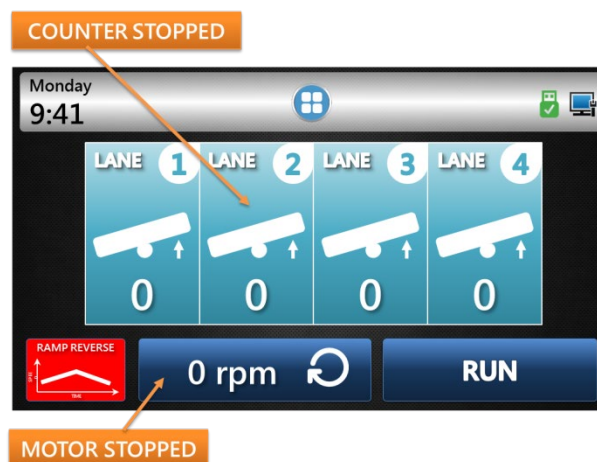 COUNTER STOPPED
Monday
9:41
LANE 1 LANE 2 LANE 3 LANE 4
0 0 0 0
RAMP REVERSE
TIME
0 rpm RUN
MOTOR STOPPED